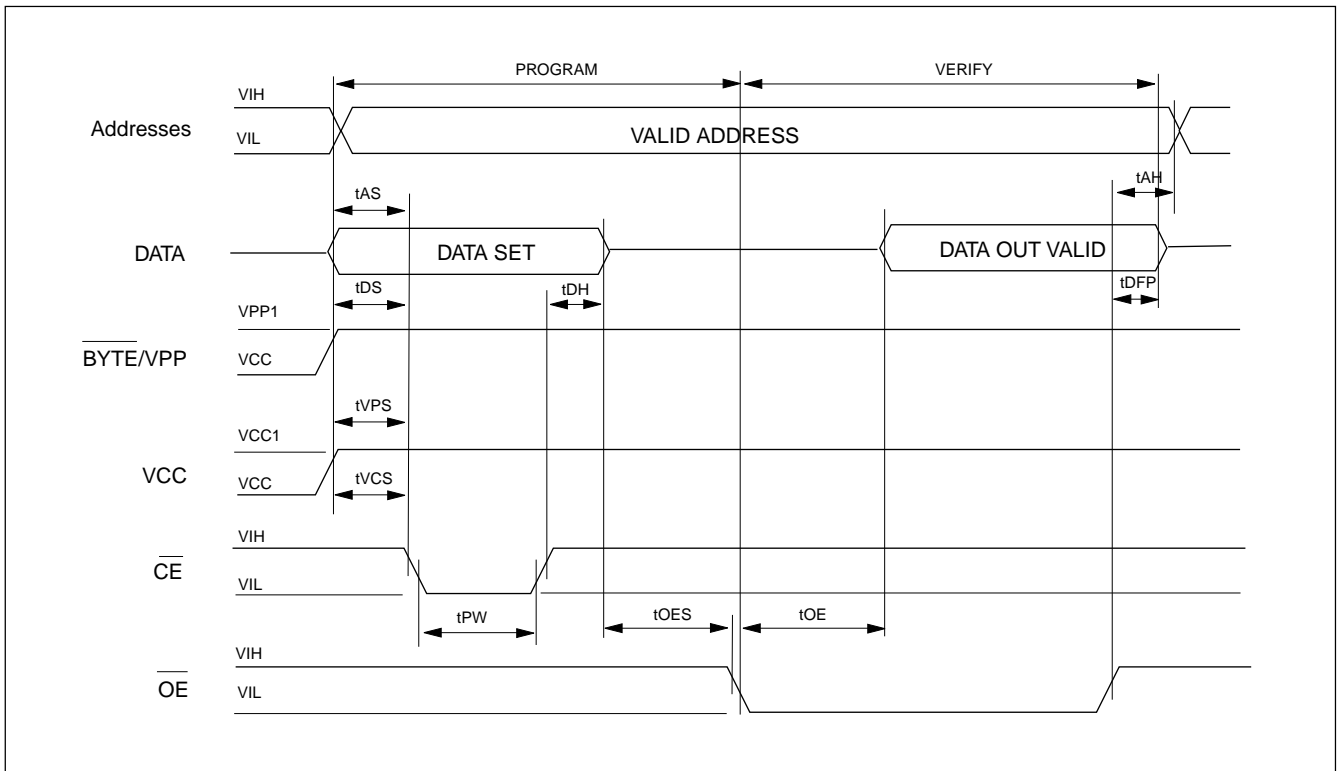 PROGRAM VERIFY
VIH
Addresses
VIL
VALID ADDRESS
tAS
tAH
DATA
DATA SET
DATA OUT VALID
tDS
tDH
tDFP
VPP1
BYTE/VPP
VCC
tVPS
VCC1
VCC
VCC
tVCS
VIH
CE
VIL
tPW
tOES
tOE
VIH
OE
VIL